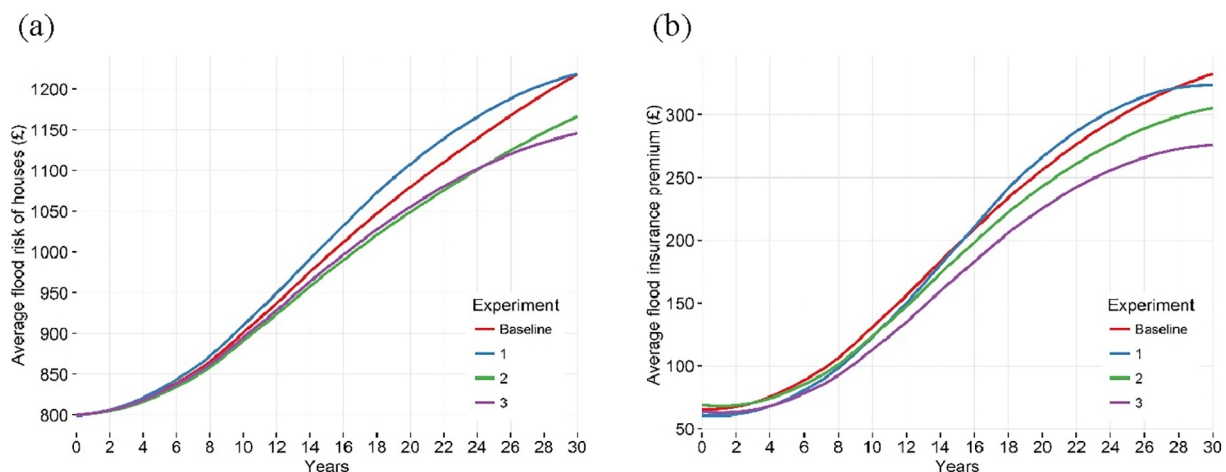 (a)
Average flood risk of houses (£)
1200
1150
1100
1050
1000
950
900
850
800
0 2 4 6 8 10 12 14 16 18 20 22 24 26 28 30
Years
Experiment
Baseline
1
2
3
(b)
Average flood insurance premium (£)
300
250
200
150
100
50
0 2 4 6 8 10 12 14 16 18 20 22 24 26 28 30
Years
Experiment
Baseline
1
2
3